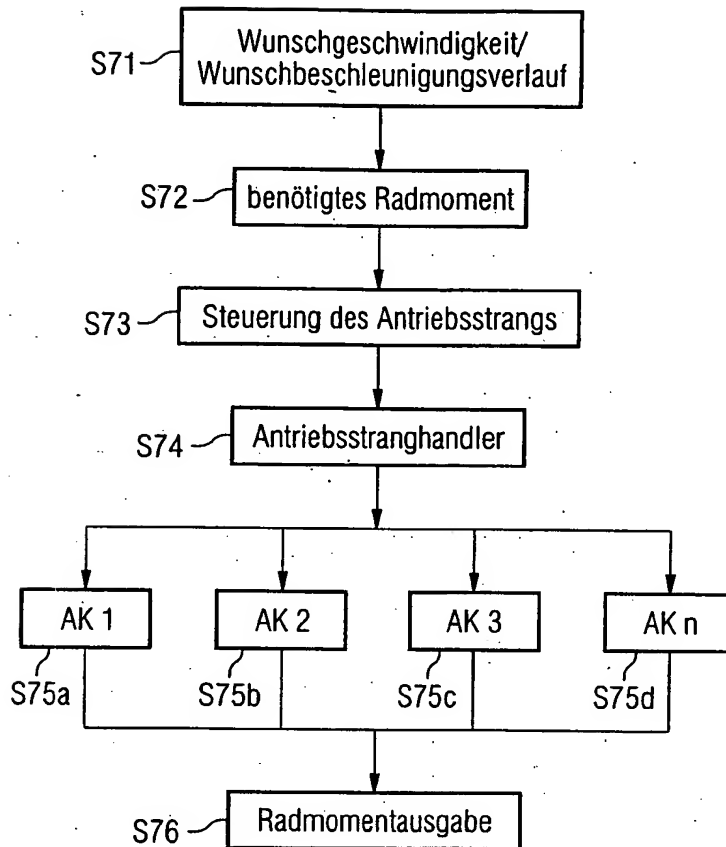 S71
Wunschgeschwindigkeit/
Wunschbeschleunigungsverlauf
S72
benötigtes Radmoment
S73
Steuerung des Antriebsstrangs
S74
Antriebsstranghandler
AK 1
AK 2
AK 3
AK n
S75a
S75b
S75c
S75d
S76
Radmomentausgabe